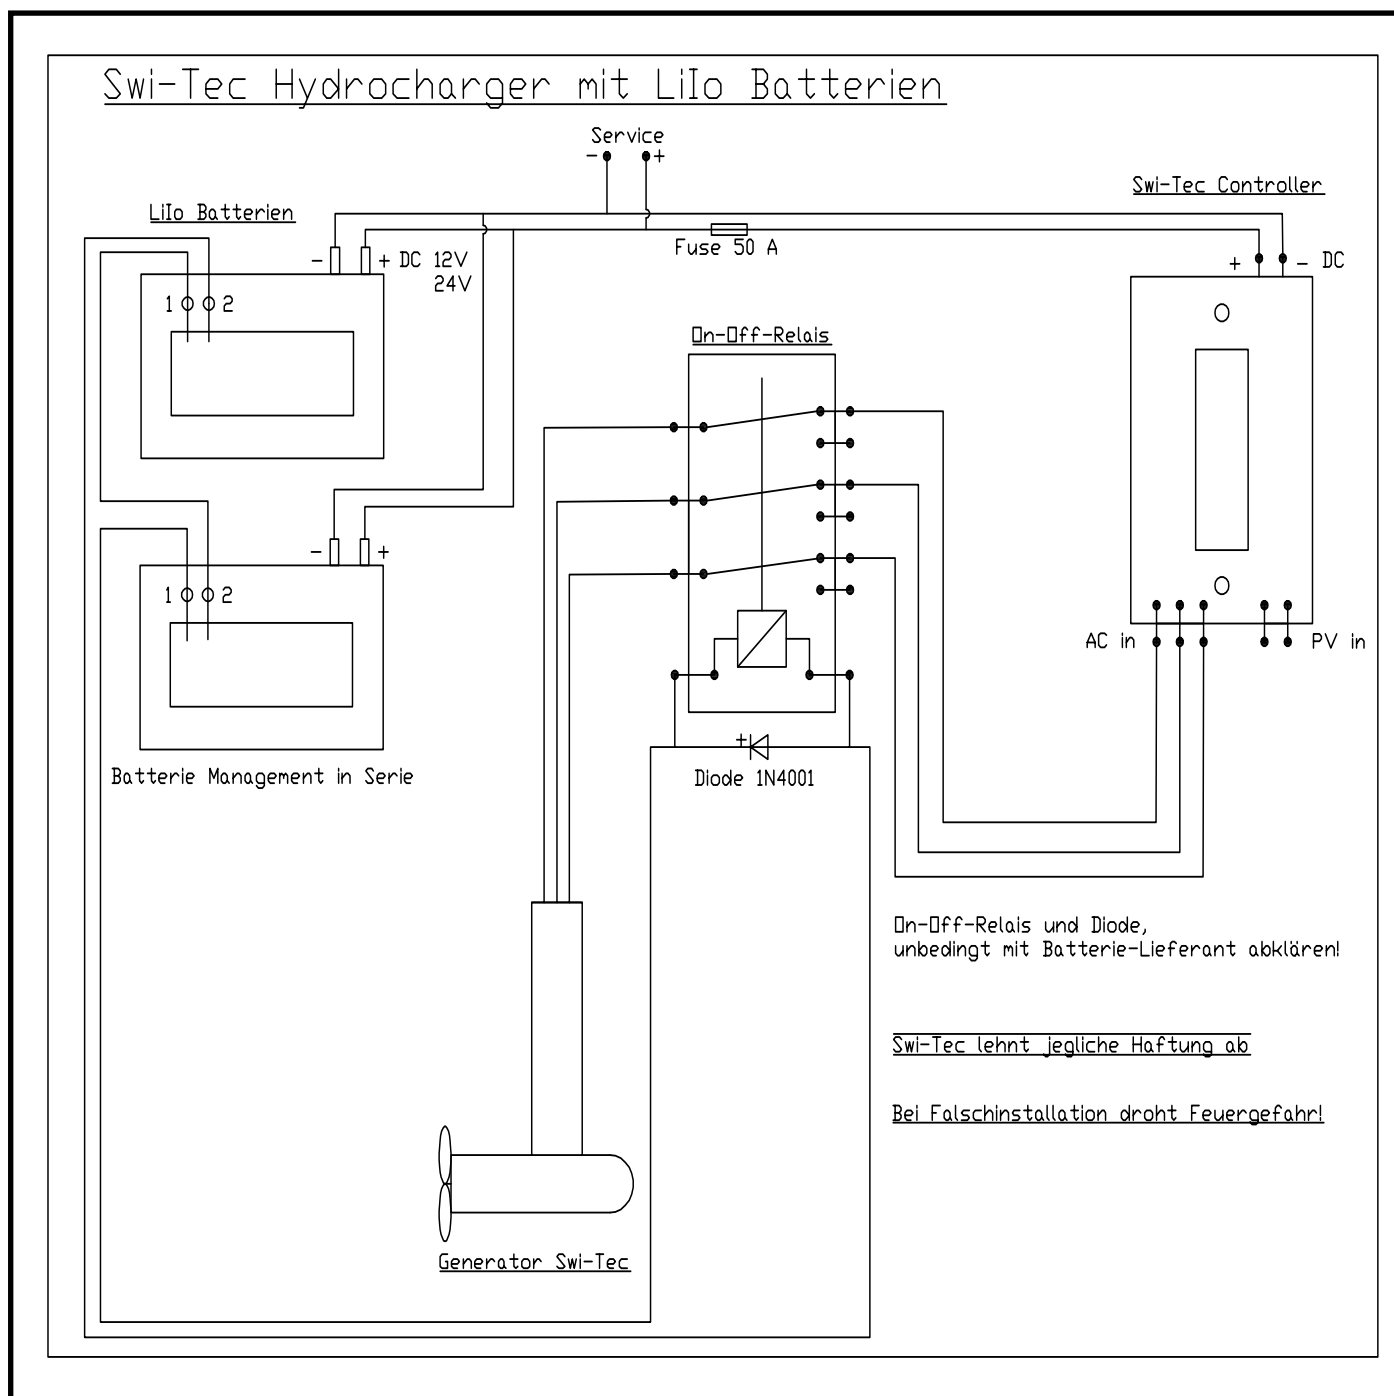 Swi-Tec Hydrocharger mit LiIo Batterien
Service
- +
Swi-Tec Controller
LiIo Batterien
Fuse 50 A
- + DC 12V
24V
+ - DC
1 2
On-Off-Relais
- +
1 2
AC in
PV in
+
Batterie Management in Serie
Diode 1N4001
On-Off-Relais und Diode,
unbedingt mit Batterie-Lieferant abklären!
Swi-Tec lehnt jegliche Haftung ab
Bei Falschinstallation droht Feuergefahr!
Generator Swi-Tec